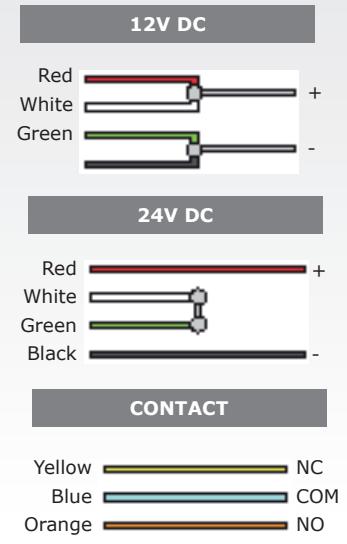 12V DC
Red
+
White
Green
-
24V DC
Red +
White
Green
Black -
CONTACT
Yellow NC
Blue COM
Orange NO